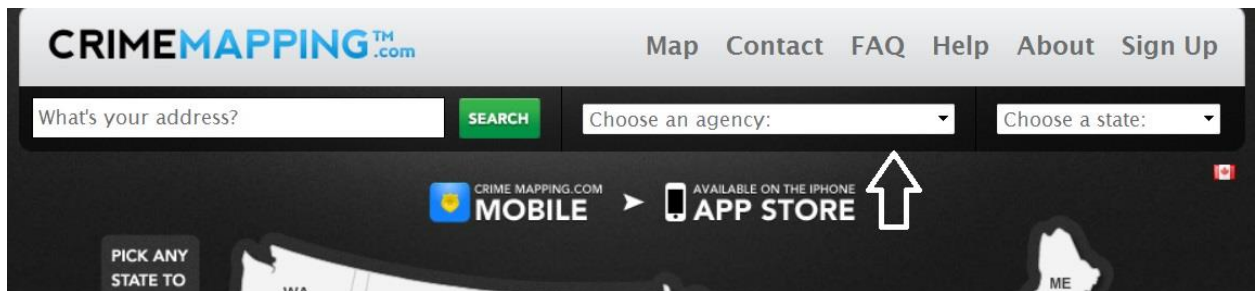 CRIMEMAPPING™.com
Map Contact FAQ Help About Sign Up
What's your address? SEARCH Choose an agency: Choose a state:
CRIME MAPPING.COM
MOBILE
AVAILABLE ON THE IPHONE
APP STORE
PICK ANY
STATE TO
WA
ME